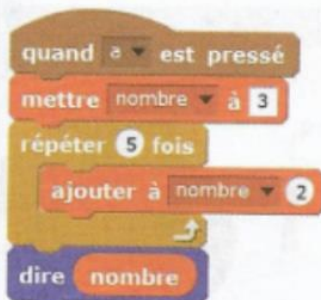 quand a est pressé
mettre nombre à 3
répéter 5 fois
ajouter à nombre 2
dire nombre